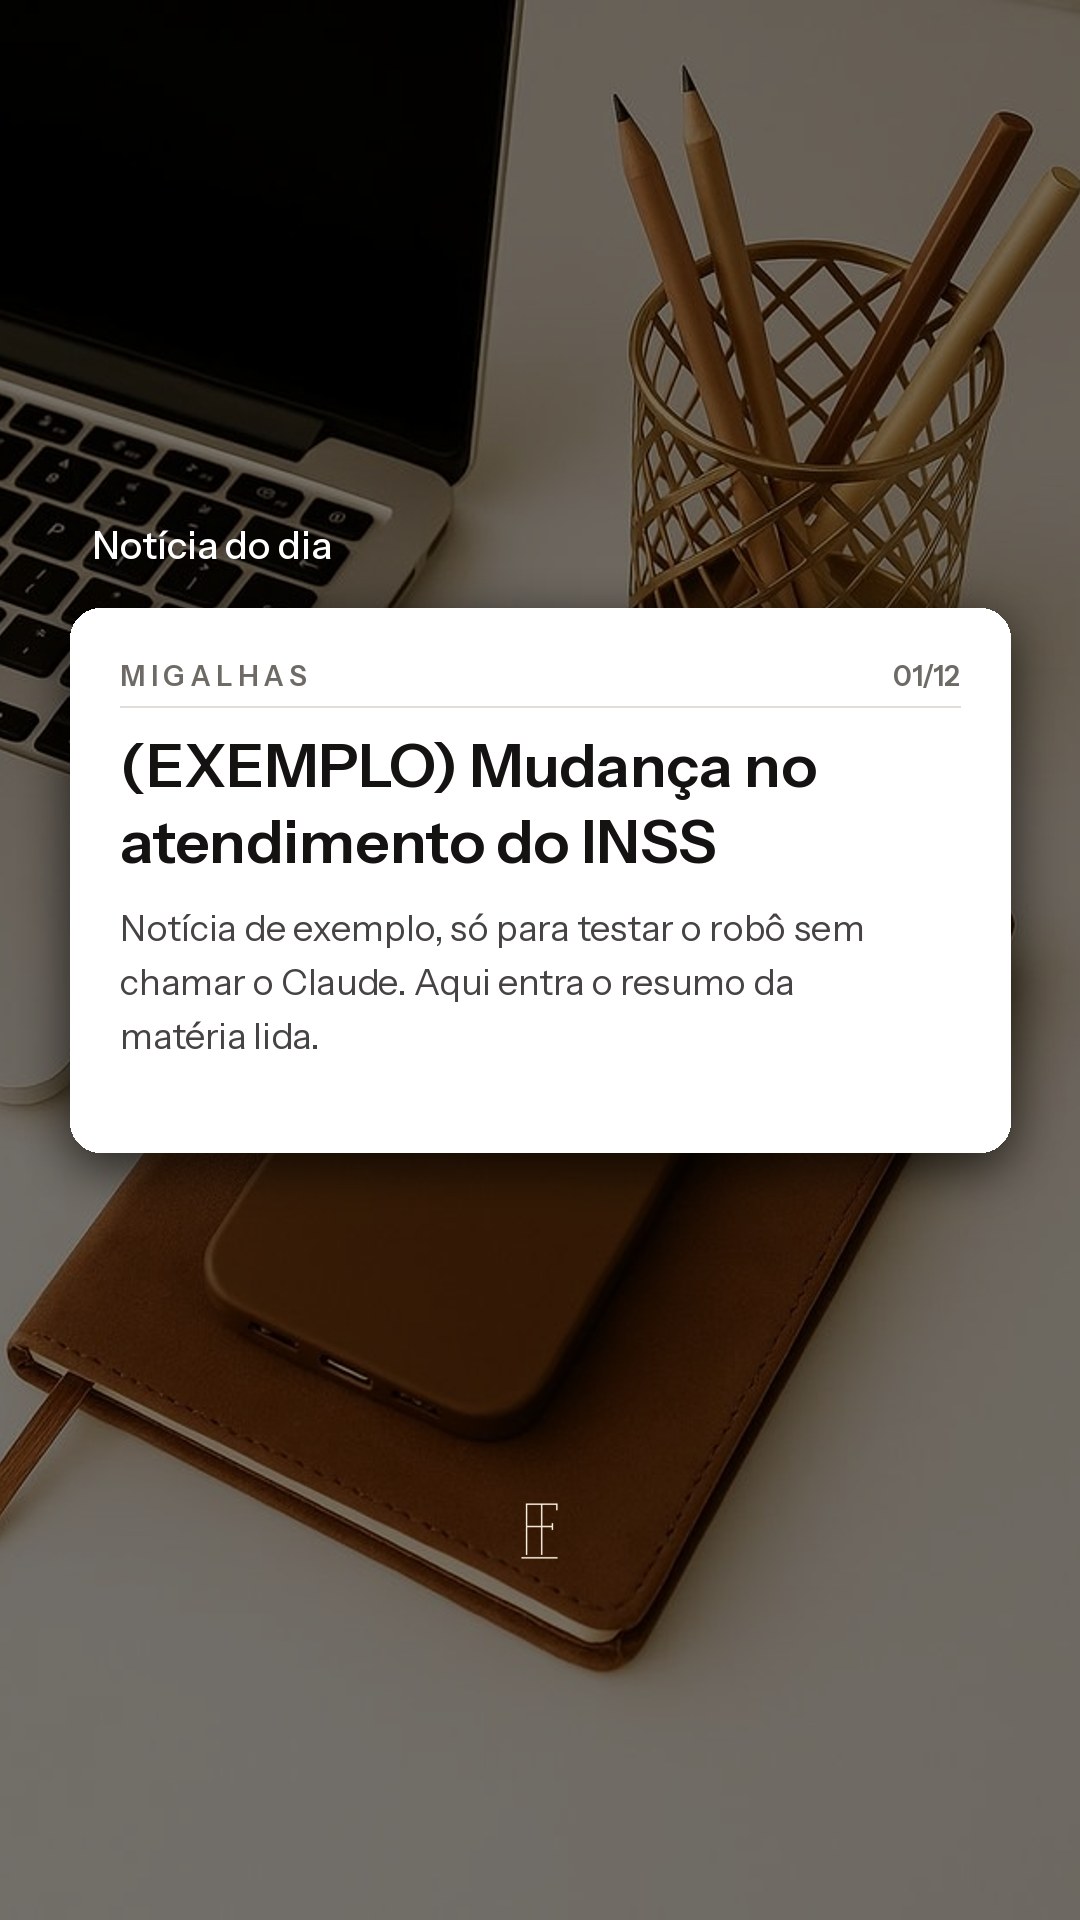 Notícia do dia
MIGALHAS 01/12
(EXEMPLO) Mudança no
atendimento do INSS
Notícia de exemplo, só para testar o robô sem
chamar o Claude. Aqui entra o resumo da
matéria lida.